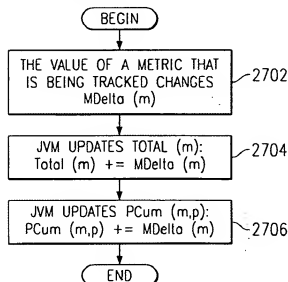 BEGIN
THE VALUE OF A METRIC THAT
IS BEING TRACKED CHANGES
MDelta (m)
2702
JVM UPDATES TOTAL (m):
Total (m) += MDelta (m)
2704
JVM UPDATES PCum (m,p):
PCum (m,p) += MDelta (m)
2706
END